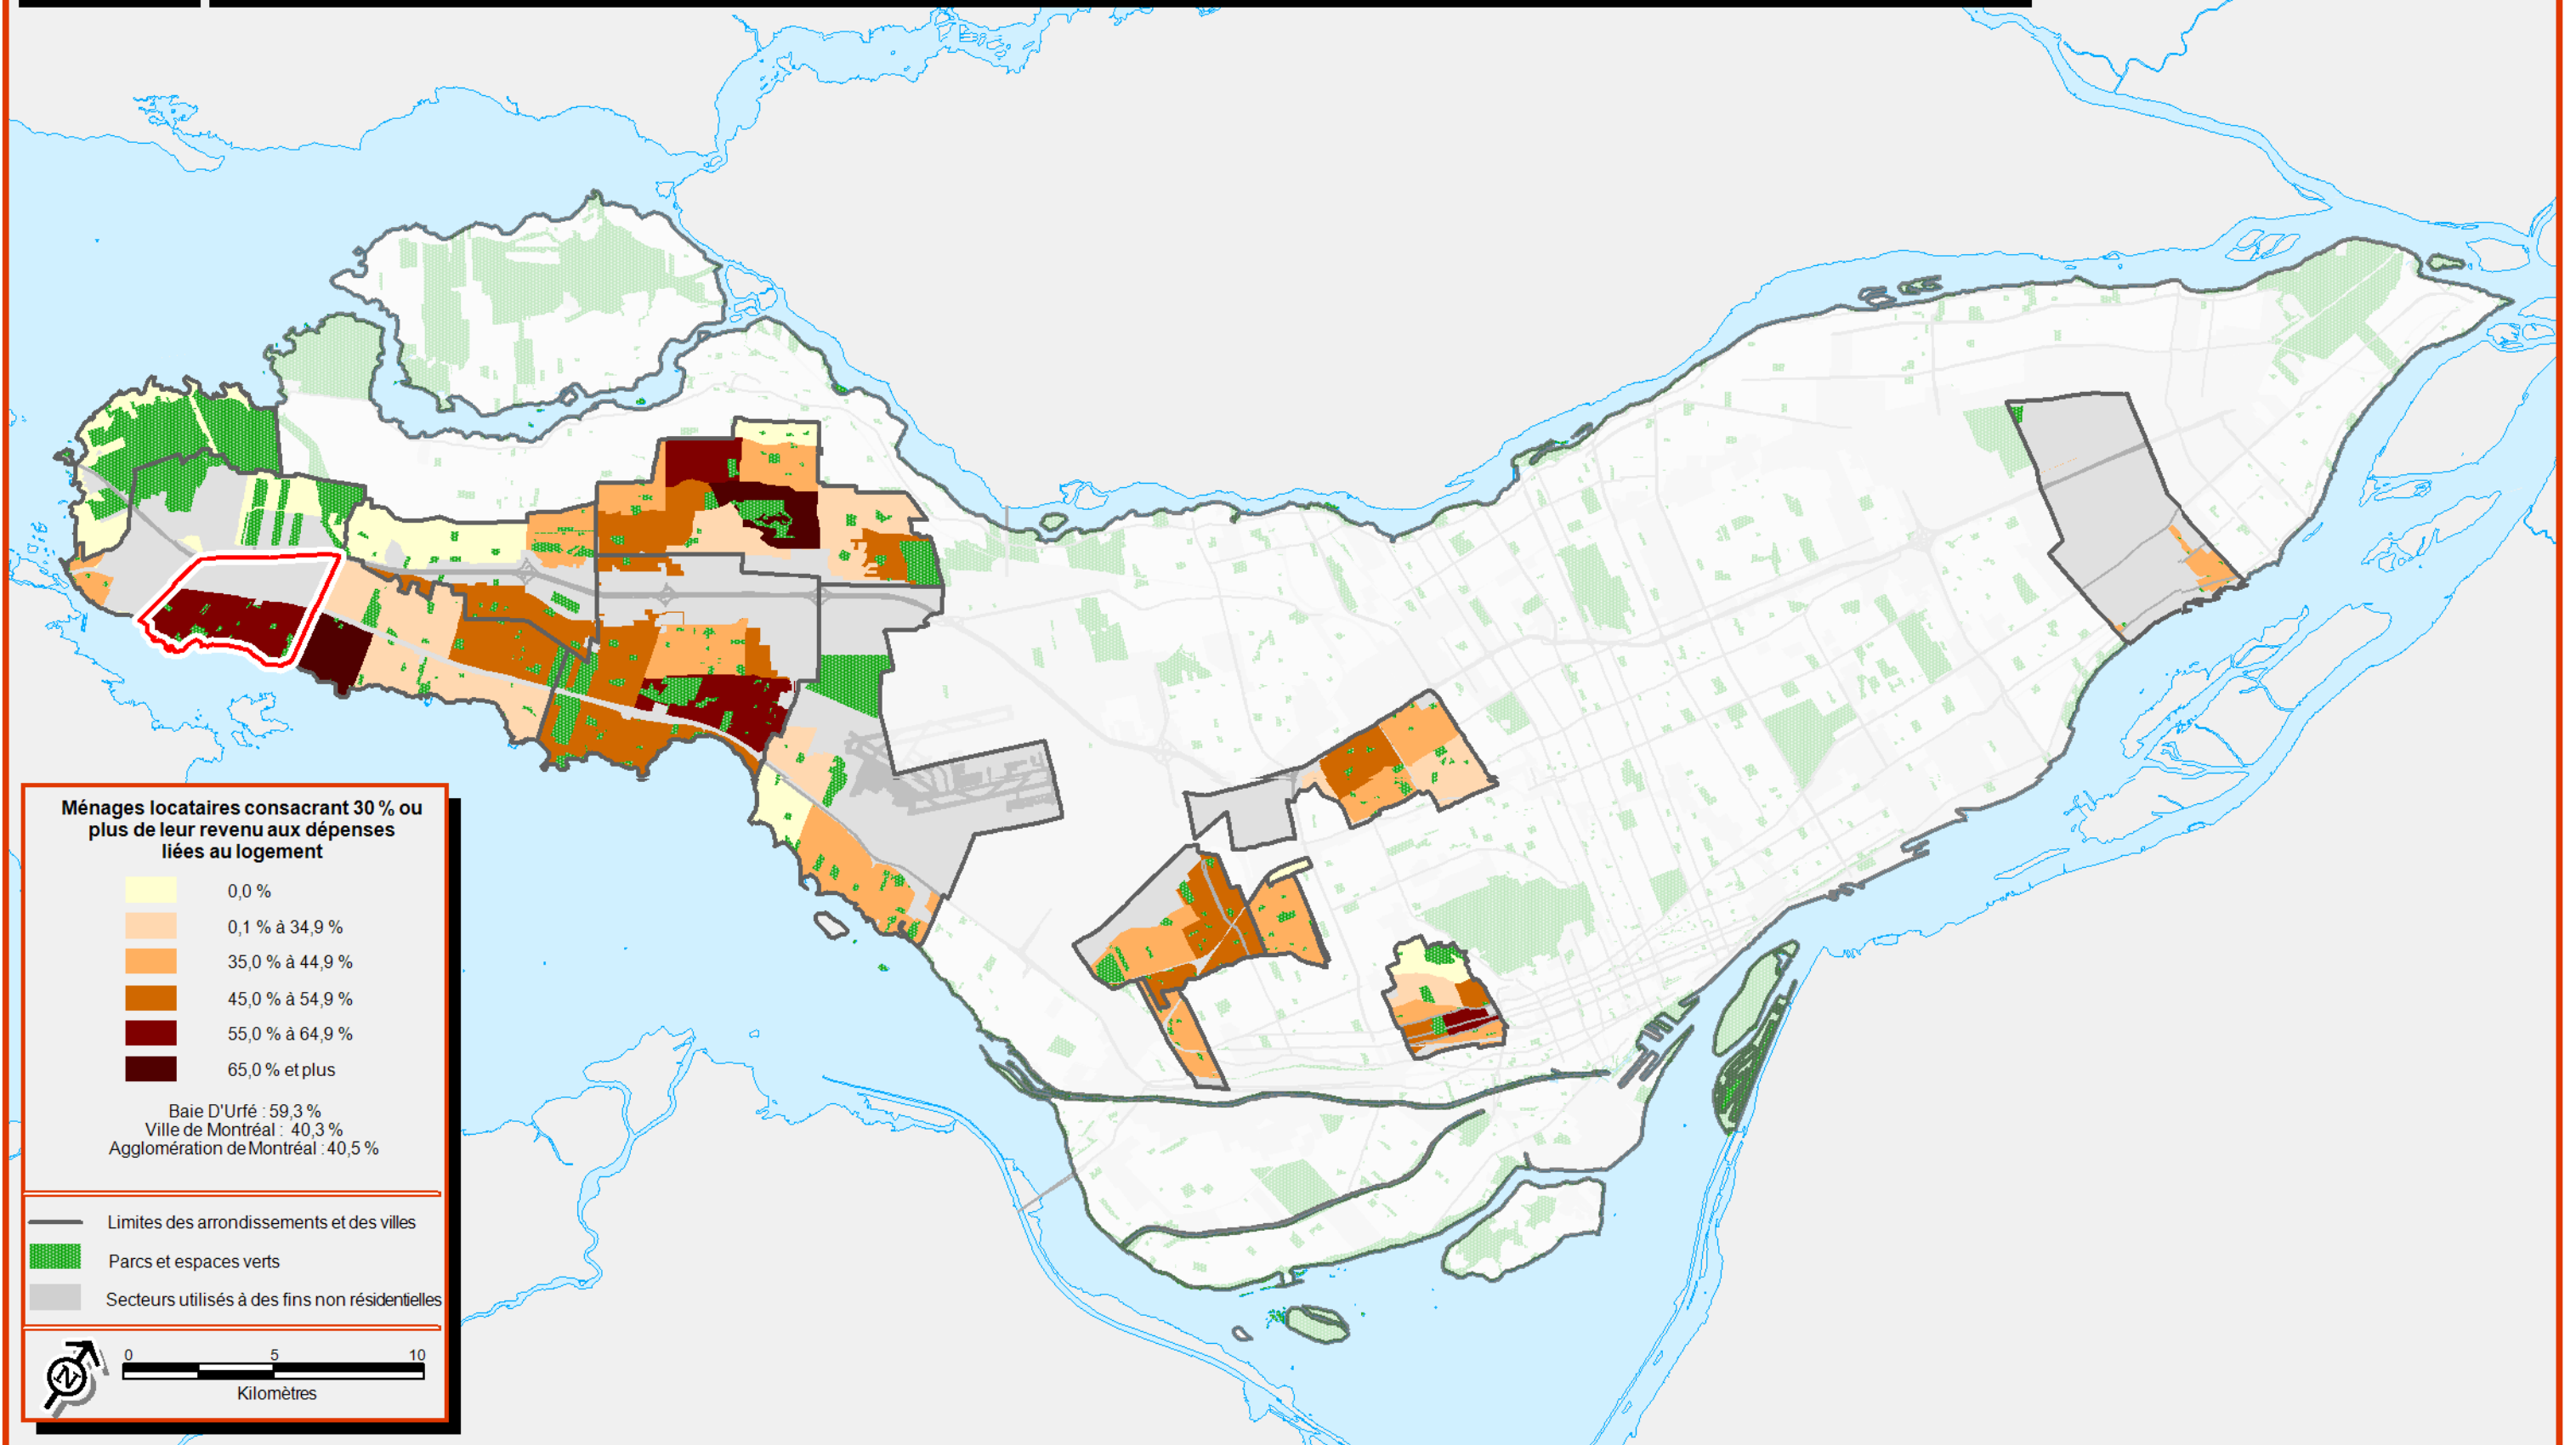 Ménages locataires consacrant 30 % ou
plus de leur revenu aux dépenses
liées au logement
0,0 %
0,1 % à 34,9 %
35,0 % à 44,9 %
45,0 % à 54,9 %
55,0 % à 64,9 %
65,0 % et plus
Baie D'Urfé : 59,3 %
Ville de Montréal : 40,3 %
Agglomération de Montréal : 40,5 %
Limites des arrondissements et des villes
Parcs et espaces verts
Secteurs utilisés à des fins non résidentielles
N
0 5 10
Kilomètres